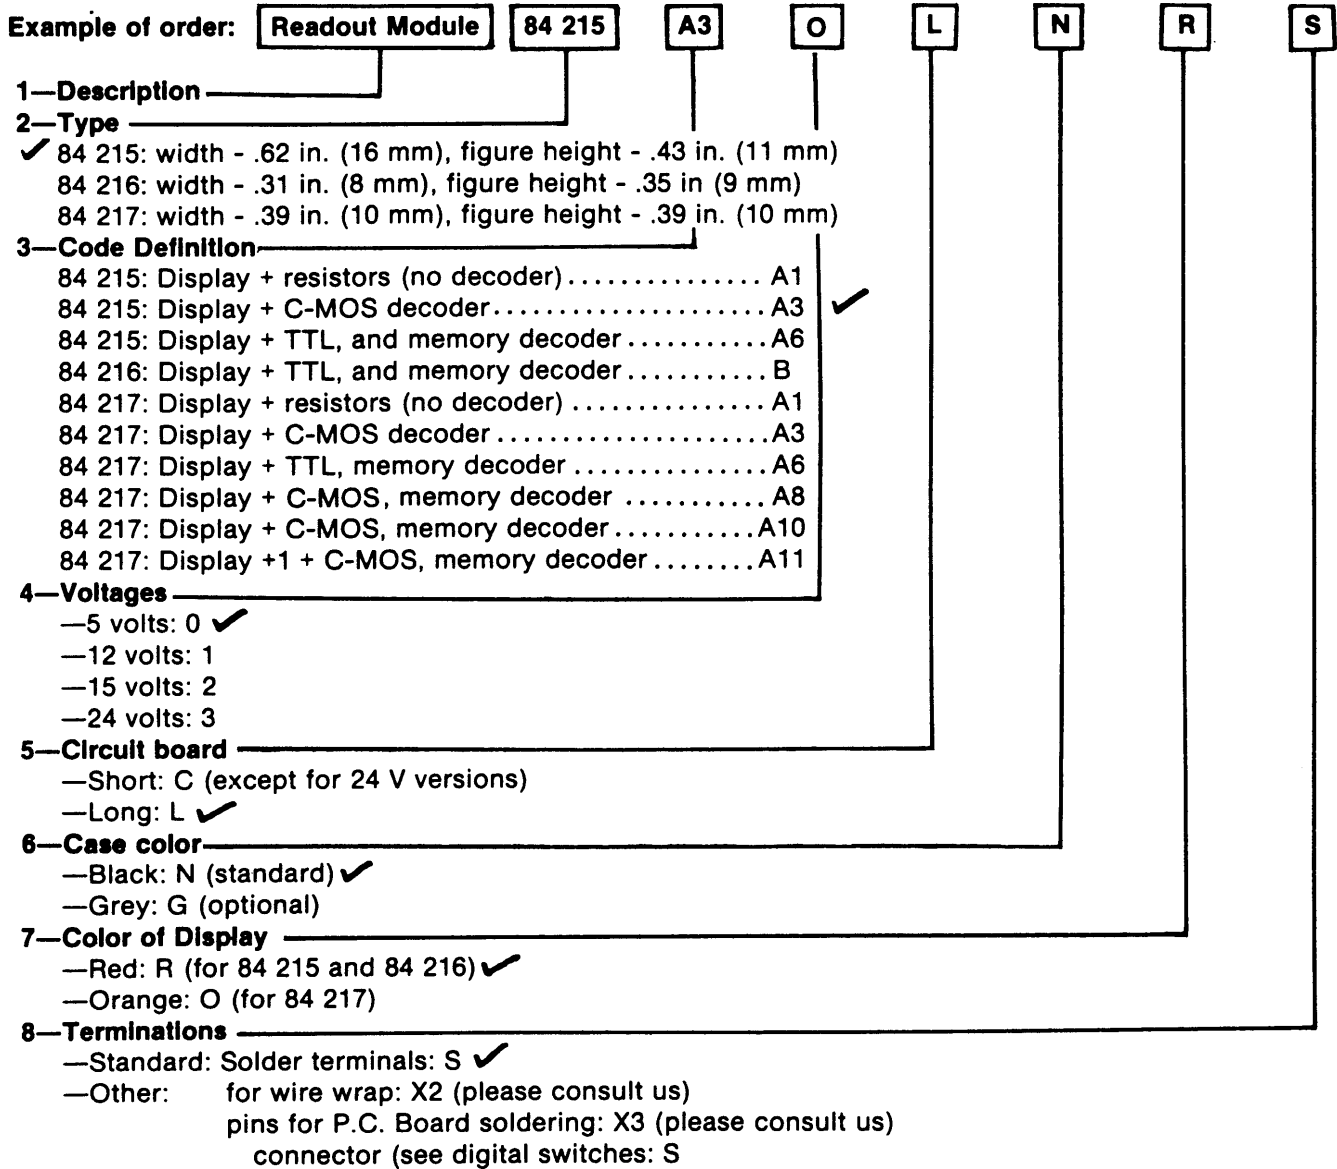 Example of order: Readout Module 84 215 A3 O L N R S
1—Description
2—Type
✓ 84 215: width - .62 in. (16 mm), figure height - .43 in. (11 mm)
84 216: width - .31 in. (8 mm), figure height - .35 in (9 mm)
84 217: width - .39 in. (10 mm), figure height - .39 in. (10 mm)
3—Code Definition
84 215: Display + resistors (no decoder) ............... A1
84 215: Display + C-MOS decoder ..................... A3 ✓
84 215: Display + TTL, and memory decoder ........... A6
84 216: Display + TTL, and memory decoder ........... B
84 217: Display + resistors (no decoder) ............... A1
84 217: Display + C-MOS decoder ..................... A3
84 217: Display + TTL, memory decoder ............... A6
84 217: Display + C-MOS, memory decoder ........... A8
84 217: Display + C-MOS, memory decoder ........... A10
84 217: Display +1 + C-MOS, memory decoder ........ A11
4—Voltages
—5 volts: 0 ✓
—12 volts: 1
—15 volts: 2
—24 volts: 3
5—Circuit board
—Short: C (except for 24 V versions)
—Long: L ✓
6—Case color
—Black: N (standard) ✓
—Grey: G (optional)
7—Color of Display
—Red: R (for 84 215 and 84 216) ✓
—Orange: O (for 84 217)
8—Terminations
—Standard: Solder terminals: S ✓
—Other: for wire wrap: X2 (please consult us)
pins for P.C. Board soldering: X3 (please consult us)
connector (see digital switches: S